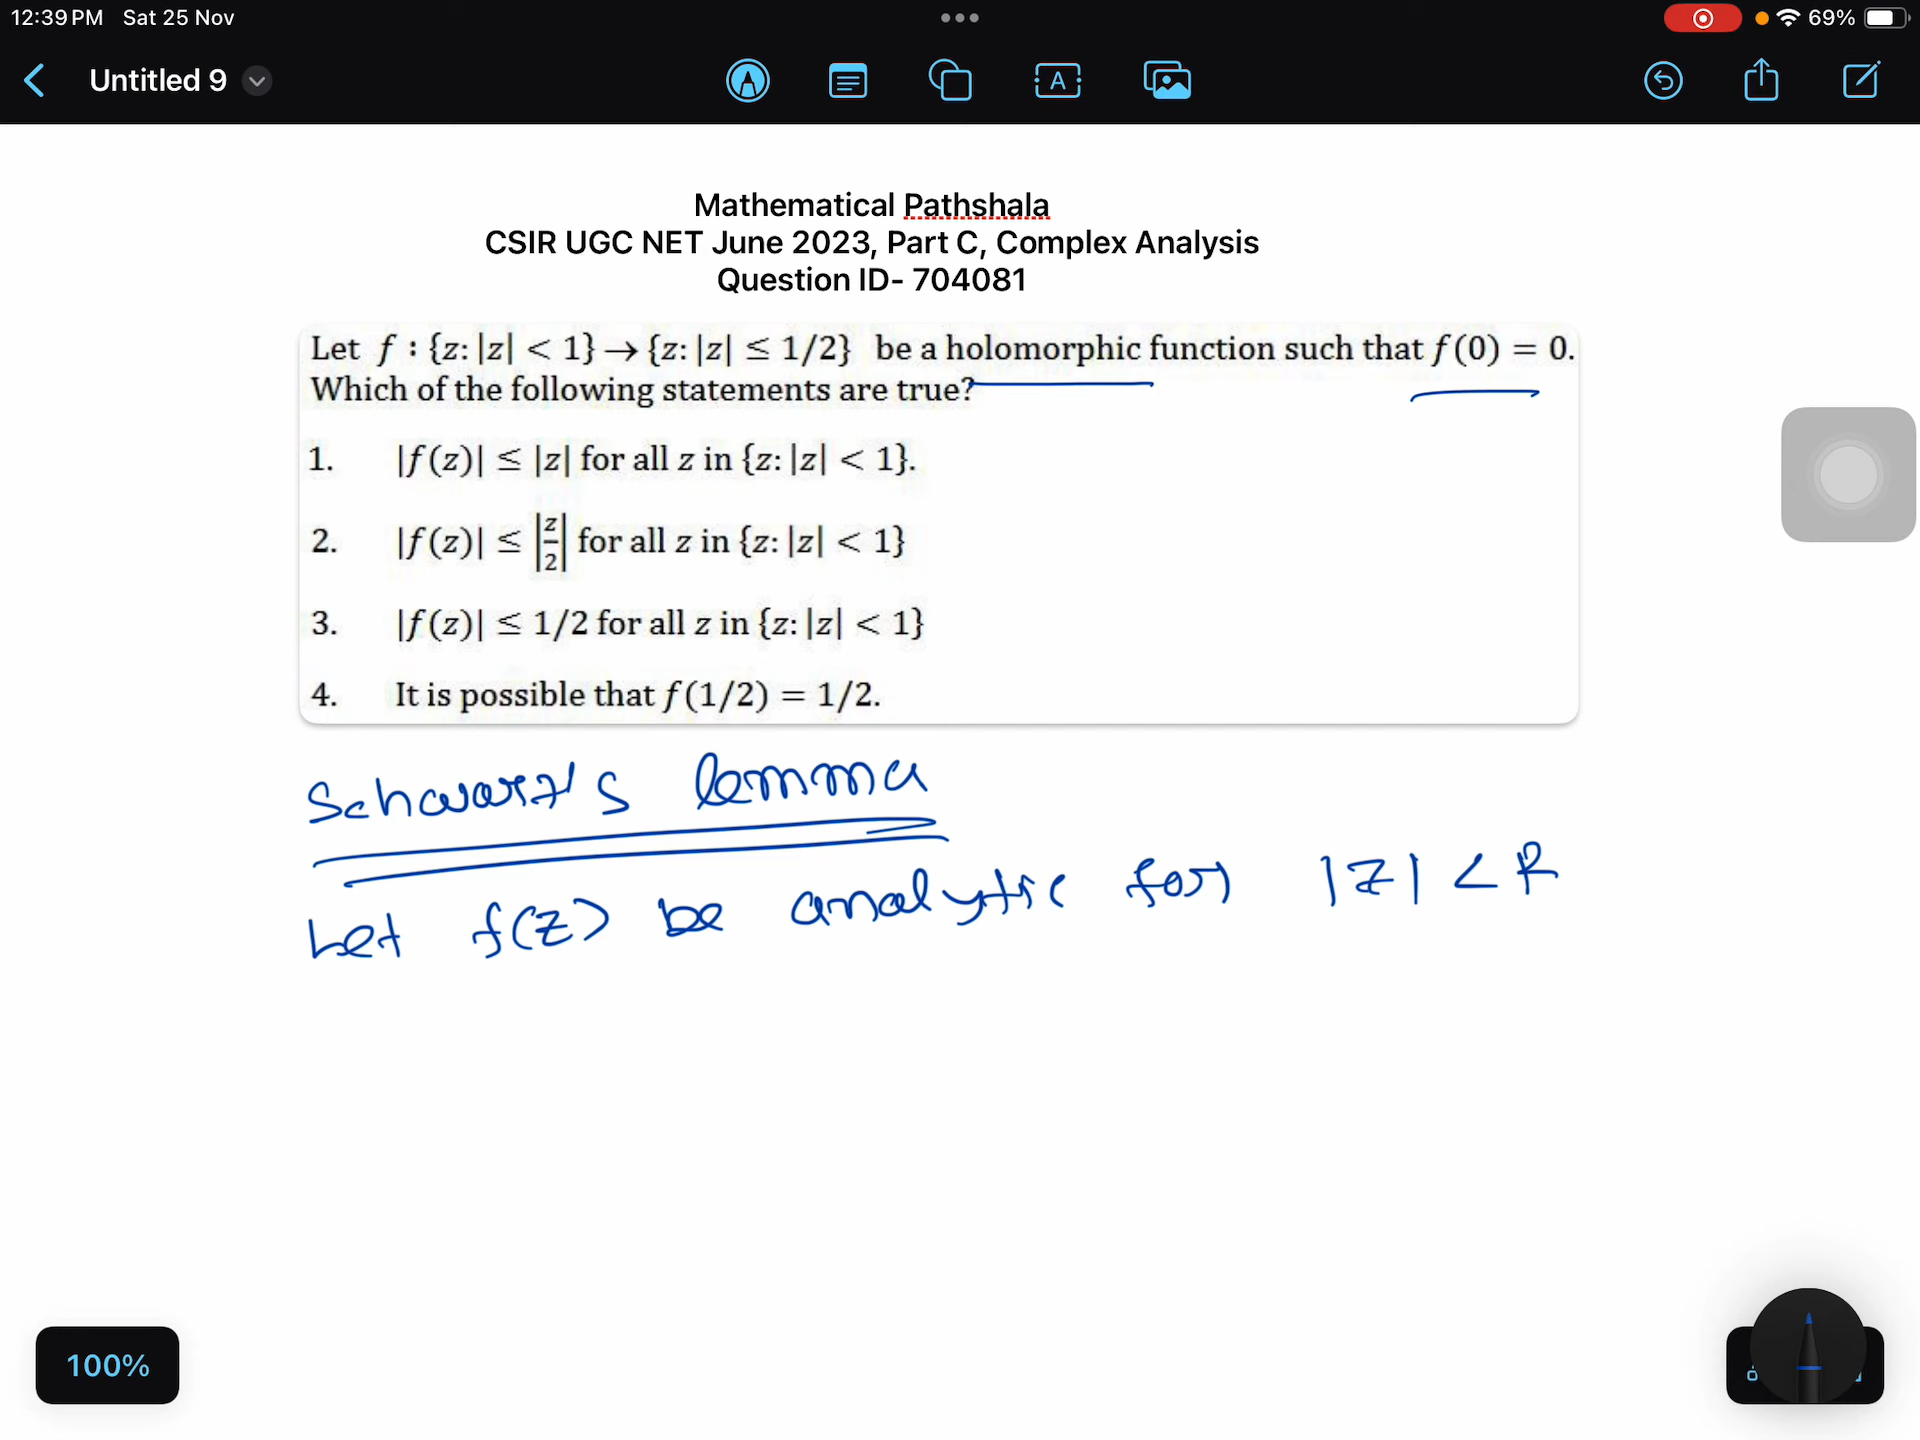 12:39 PM Sat 25 Nov
69%
Untitled 9
A
Mathematical Pathshala
CSIR UGC NET June 2023, Part C, Complex Analysis
Question ID- 704081
Let f : {z: |z| < 1} → {z: |z| ≤ 1/2} be a holomorphic function such that f(0) = 0.
Which of the following statements are true?
1. |f(z)| ≤ |z| for all z in {z: |z| < 1}.
2. |f(z)| ≤ |z/2| for all z in {z: |z| < 1}
3. |f(z)| ≤ 1/2 for all z in {z: |z| < 1}
4. It is possible that f(1/2) = 1/2.
Schwarz's lemma
Let f(z) be analytic for |z| < R
100%